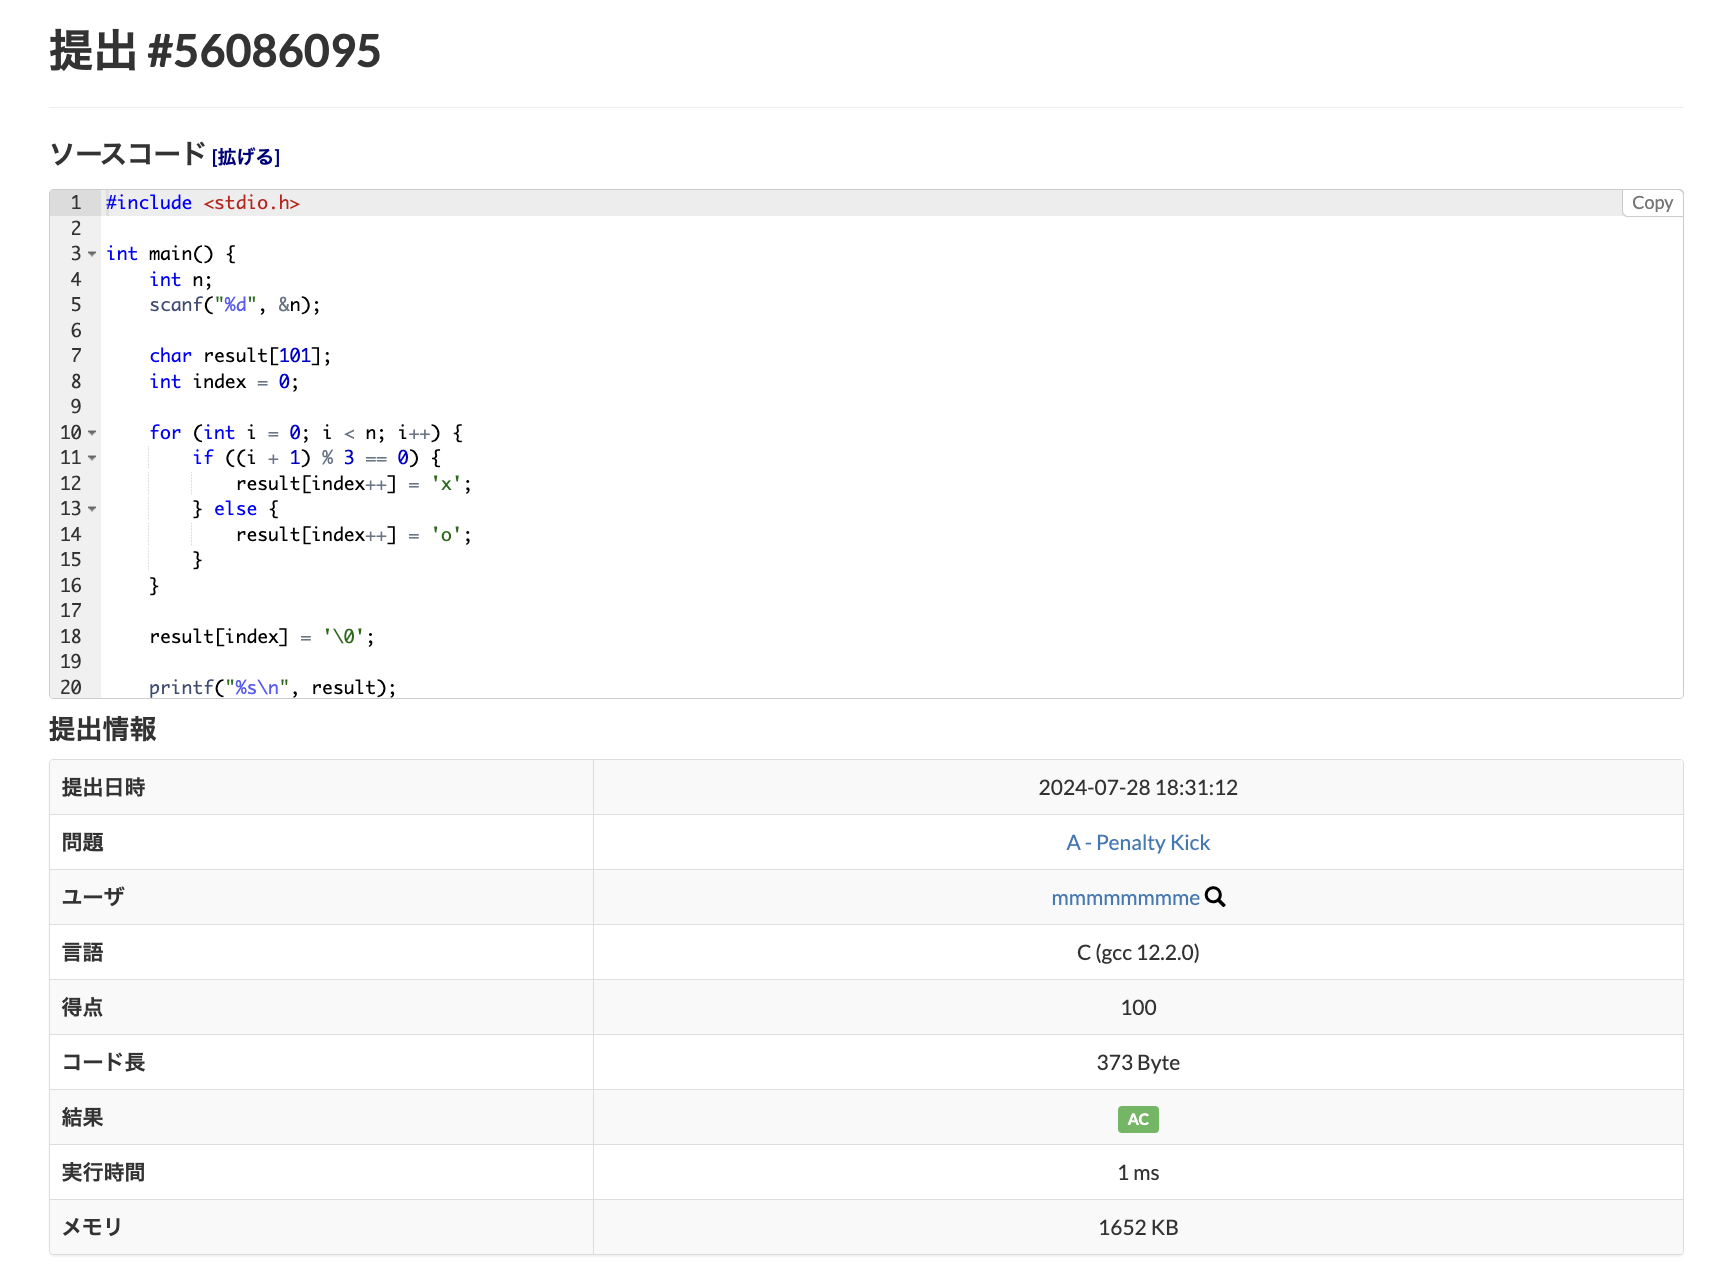 提出 #56086095
ソースコード [拡げる]
Copy
1 #include <stdio.h>
2
3 int main() {
4     int n;
5     scanf("%d", &n);
6
7     char result[101];
8     int index = 0;
9
10     for (int i = 0; i < n; i++) {
11         if ((i + 1) % 3 == 0) {
12             result[index++] = 'x';
13         } else {
14             result[index++] = 'o';
15         }
16     }
17
18     result[index] = '\0';
19
20     printf("%s\n", result);
提出情報
提出日時 2024-07-28 18:31:12
問題 A - Penalty Kick
ユーザ mmmmmmmme
言語 C (gcc 12.2.0)
得点 100
コード長 373 Byte
結果 AC
実行時間 1 ms
メモリ 1652 KB